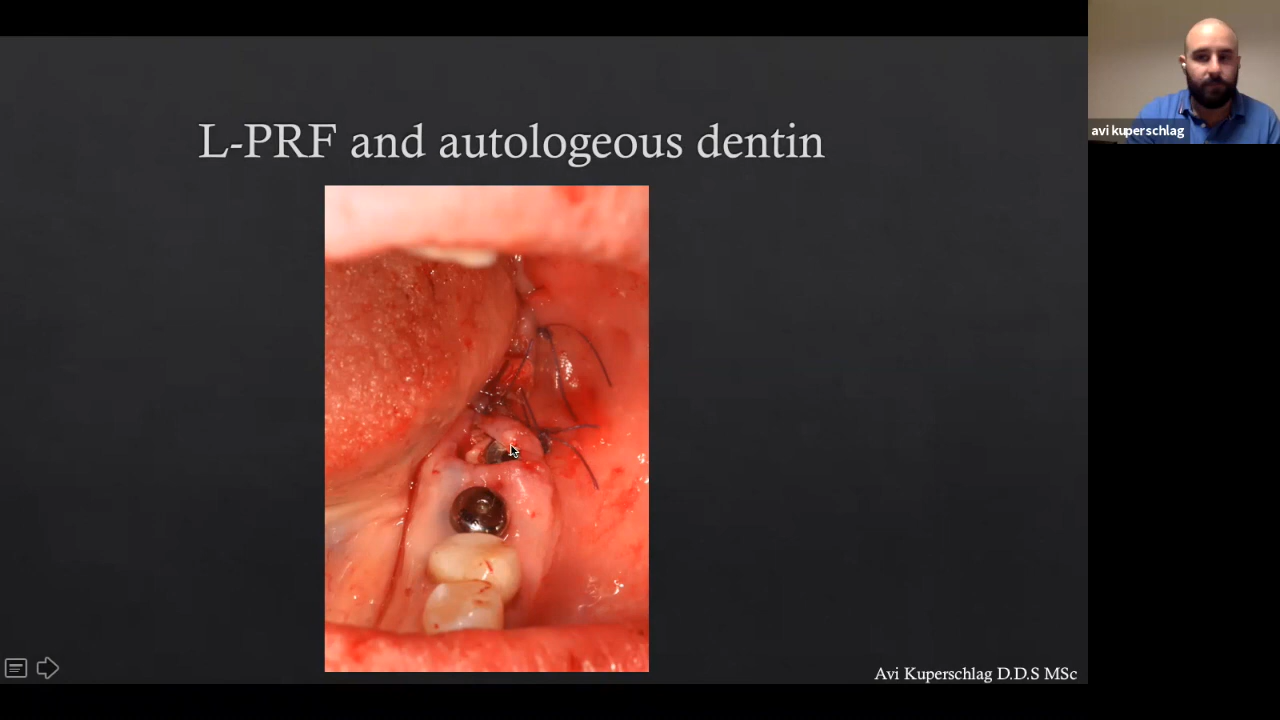 L-PRF and autologeous dentin
avi kuperschlag
Avi Kuperschlag D.D.S MSc